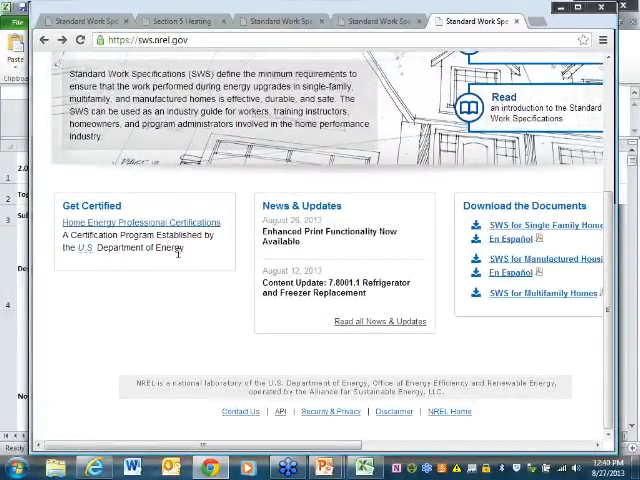 File
Standard Work Spe
Section 5 Heating
Standard Work Spe
Standard Work Spe
Standard Work Spe
https://sws.nrel.gov
Paste
Standard Work Specifications (SWS) define the minimum requirements to
ensure that the work performed during energy upgrades in single-family,
multifamily, and manufactured homes is effective, durable, and safe. The
SWS can be used as an industry guide for workers, training instructors,
homeowners, and program administrators involved in the home performance
industry.
Read
an introduction to the Standard
Work Specifications
Get Certified
Home Energy Professional Certifications
A Certification Program Established by
the U.S. Department of Energy
News & Updates
August 26, 2013
Enhanced Print Functionality Now
Available
August 12, 2013
Content Update: 7.8001.1 Refrigerator
and Freezer Replacement
Read all News & Updates
Download the Documents
SWS for Single Family Home
En Español
SWS for Manufactured Housi
En Español
SWS for Multifamily Homes
NREL is a national laboratory of the U.S. Department of Energy, Office of Energy Efficiency and Renewable Energy,
operated by the Alliance for Sustainable Energy, LLC.
Contact Us
API
Security & Privacy
Disclaimer
NREL Home
Ready
12:40 PM
8/27/2013